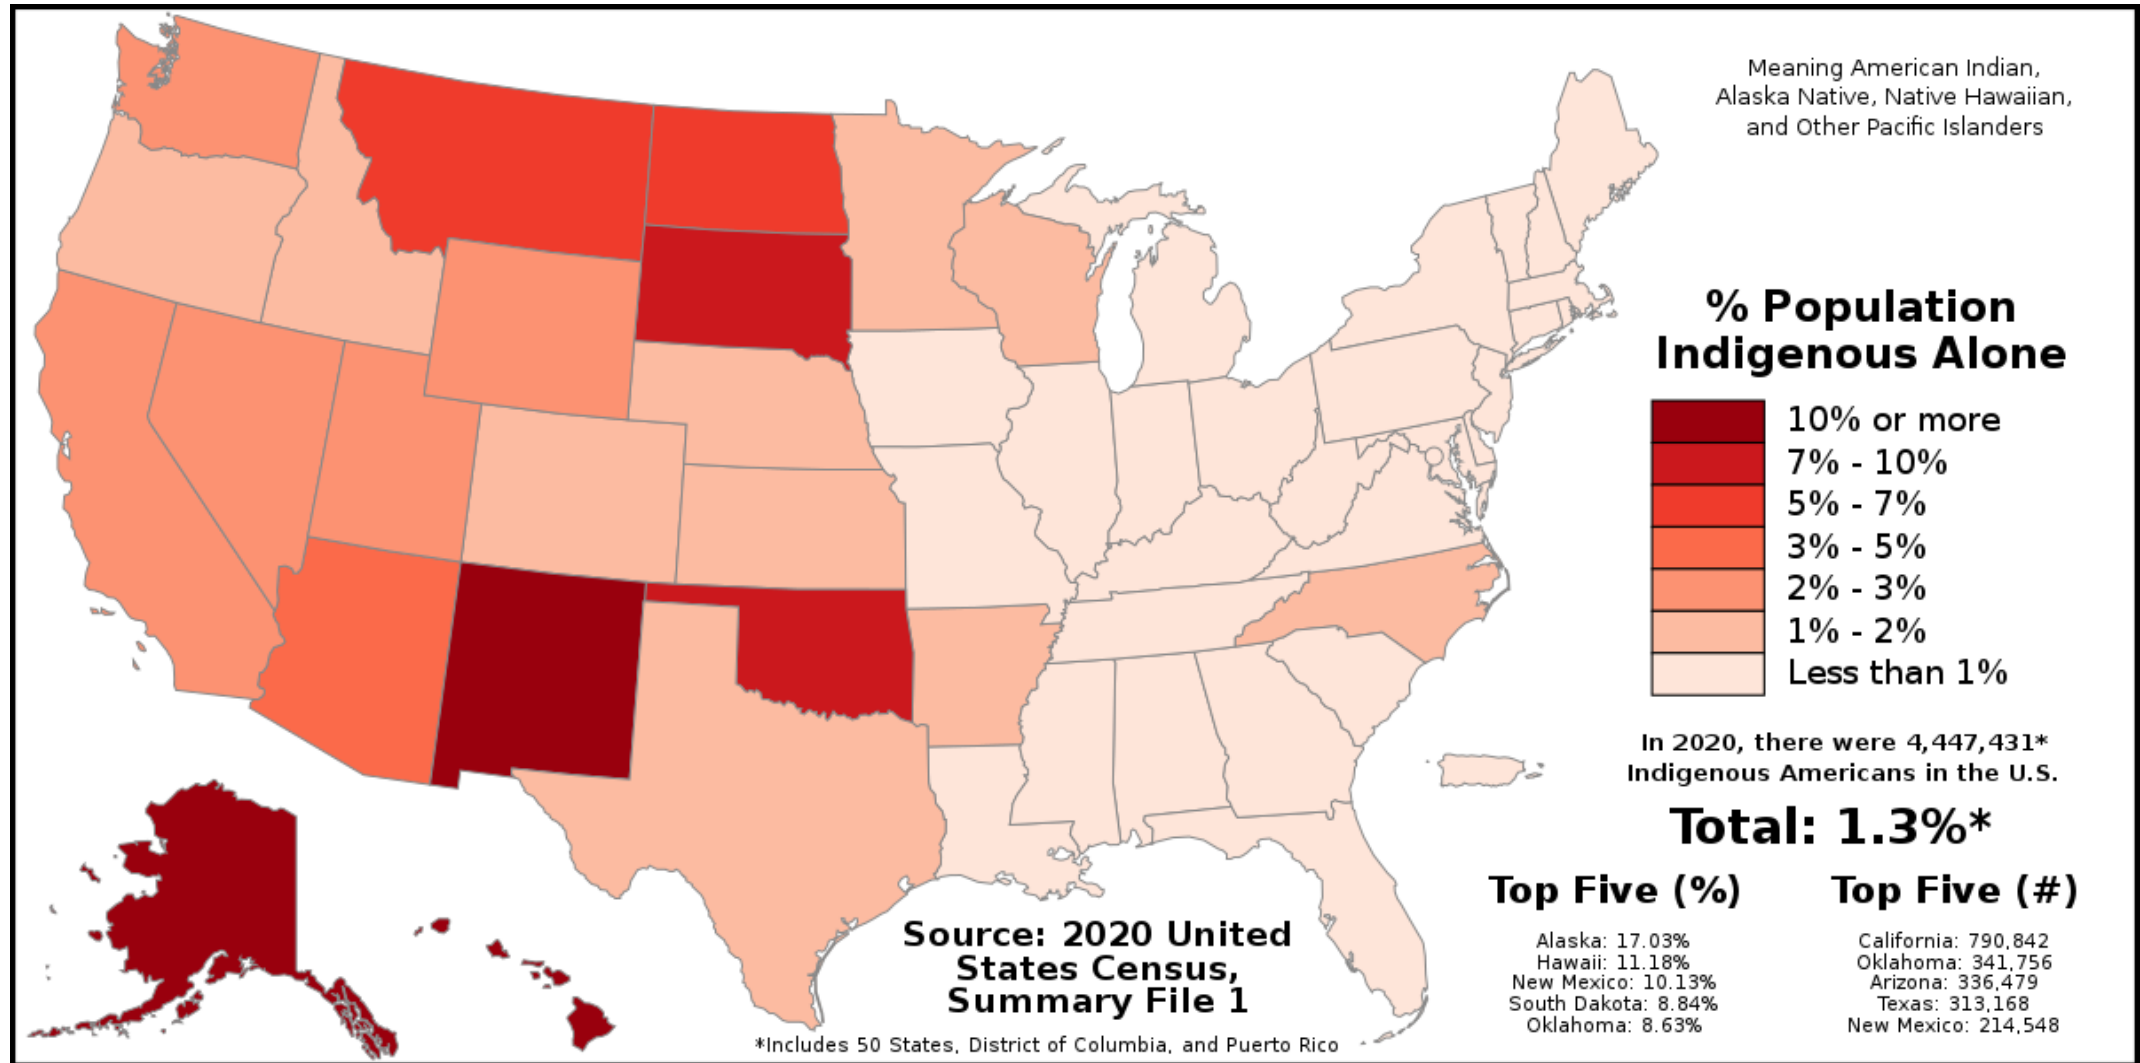 Meaning American Indian,
Alaska Native, Native Hawaiian,
and Other Pacific Islanders
% Population
Indigenous Alone
10% or more
7% - 10%
5% - 7%
3% - 5%
2% - 3%
1% - 2%
Less than 1%
In 2020, there were 4,447,431*
Indigenous Americans in the U.S.
Total: 1.3%*
Top Five (%)
Alaska: 17.03%
Hawaii: 11.18%
New Mexico: 10.13%
South Dakota: 8.84%
Oklahoma: 8.63%
Top Five (#)
California: 790,842
Oklahoma: 341,756
Arizona: 336,479
Texas: 313,168
New Mexico: 214,548
Source: 2020 United
States Census,
Summary File 1
*Includes 50 States, District of Columbia, and Puerto Rico